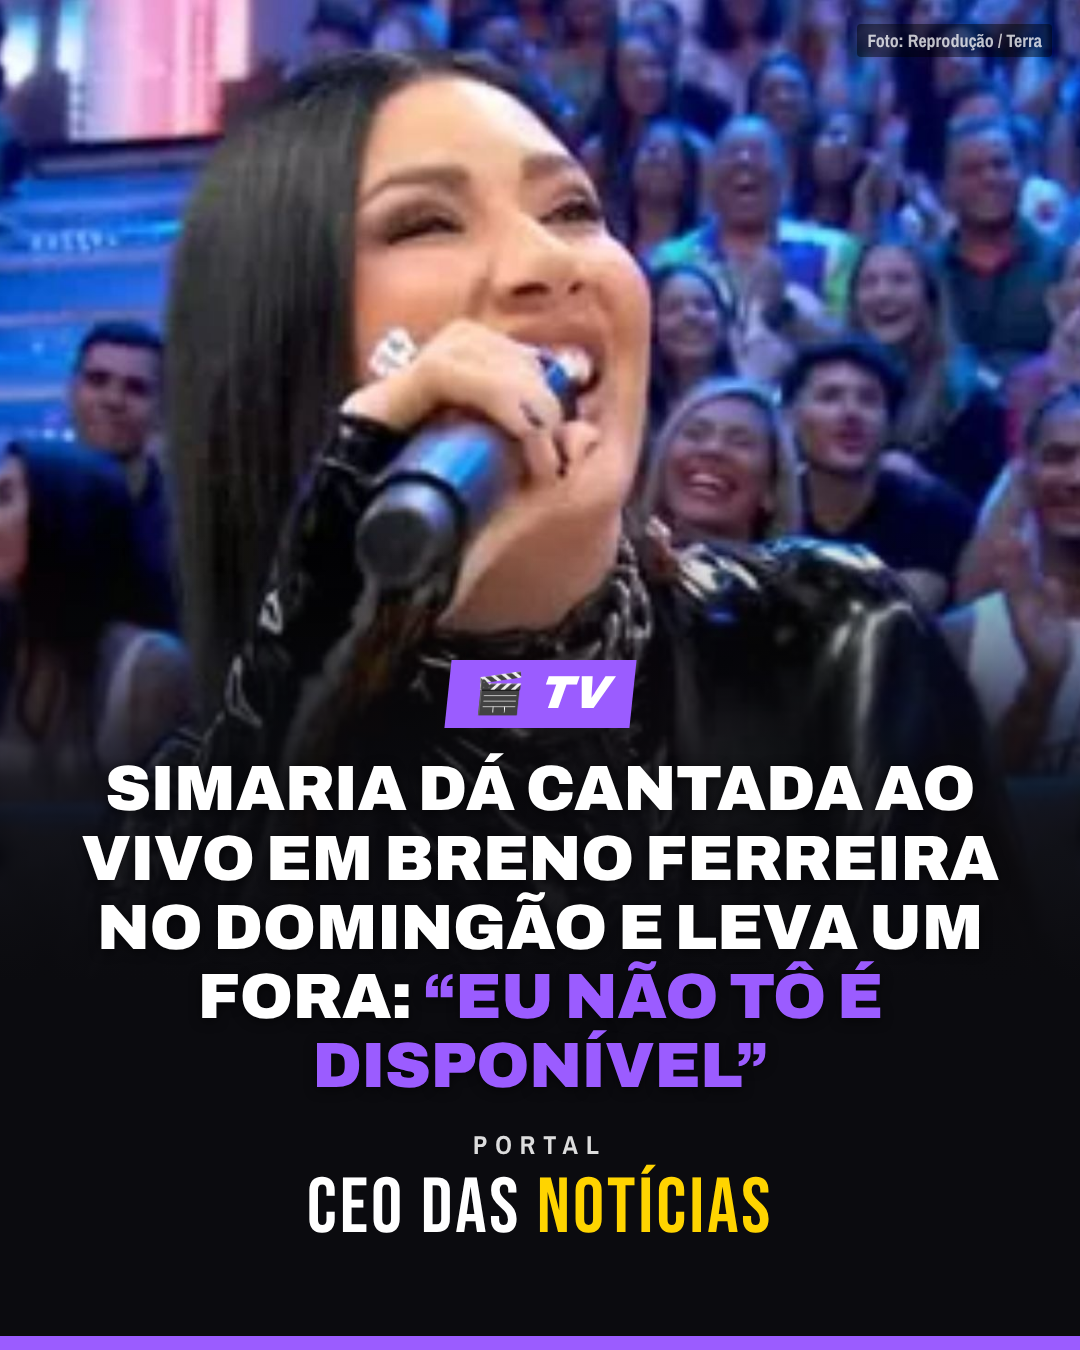 Foto: Reprodução / Terra
🎬 TV
SIMARIA DÁ CANTADA AO
VIVO EM BRENO FERREIRA
NO DOMINGÃO E LEVA UM
FORA: “EU NÃO TÔ É
DISPONÍVEL”
PORTAL
CEO DAS NOTÍCIAS